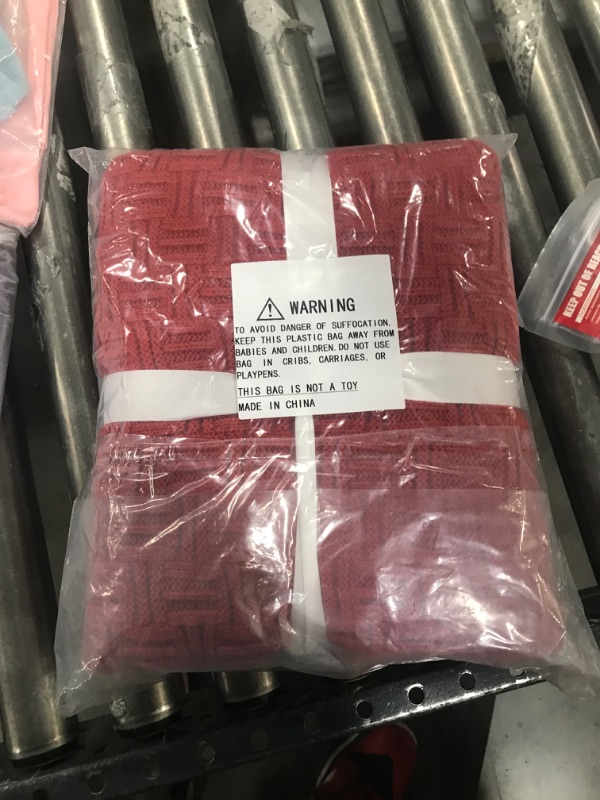 WARNING
TO AVOID DANGER OF SUFFOCATION.
KEEP THIS PLASTIC BAG AWAY FROM
BABIES AND CHILDREN.DO NOT USE
BAG IN CRIBS, CARRIAGES, OR
PLAYPENS.
THIS BAG IS NOT A TOY
MADE IN CHINA
KEEP OUT OF REAC